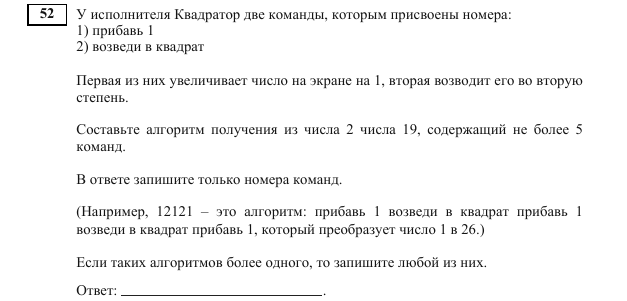 52
У исполнителя Квадратор две команды, которым присвоены номера:
1) прибавь 1
2) возведи в квадрат
Первая из них увеличивает число на экране на 1, вторая возводит его во вторую
степень.
Составьте алгоритм получения из числа 2 числа 19, содержащий не более 5
команд.
В ответе запишите только номера команд.
(Например, 12121 – это алгоритм: прибавь 1 возведи в квадрат прибавь 1
возведи в квадрат прибавь 1, который преобразует число 1 в 26.)
Если таких алгоритмов более одного, то запишите любой из них.
Ответ: .